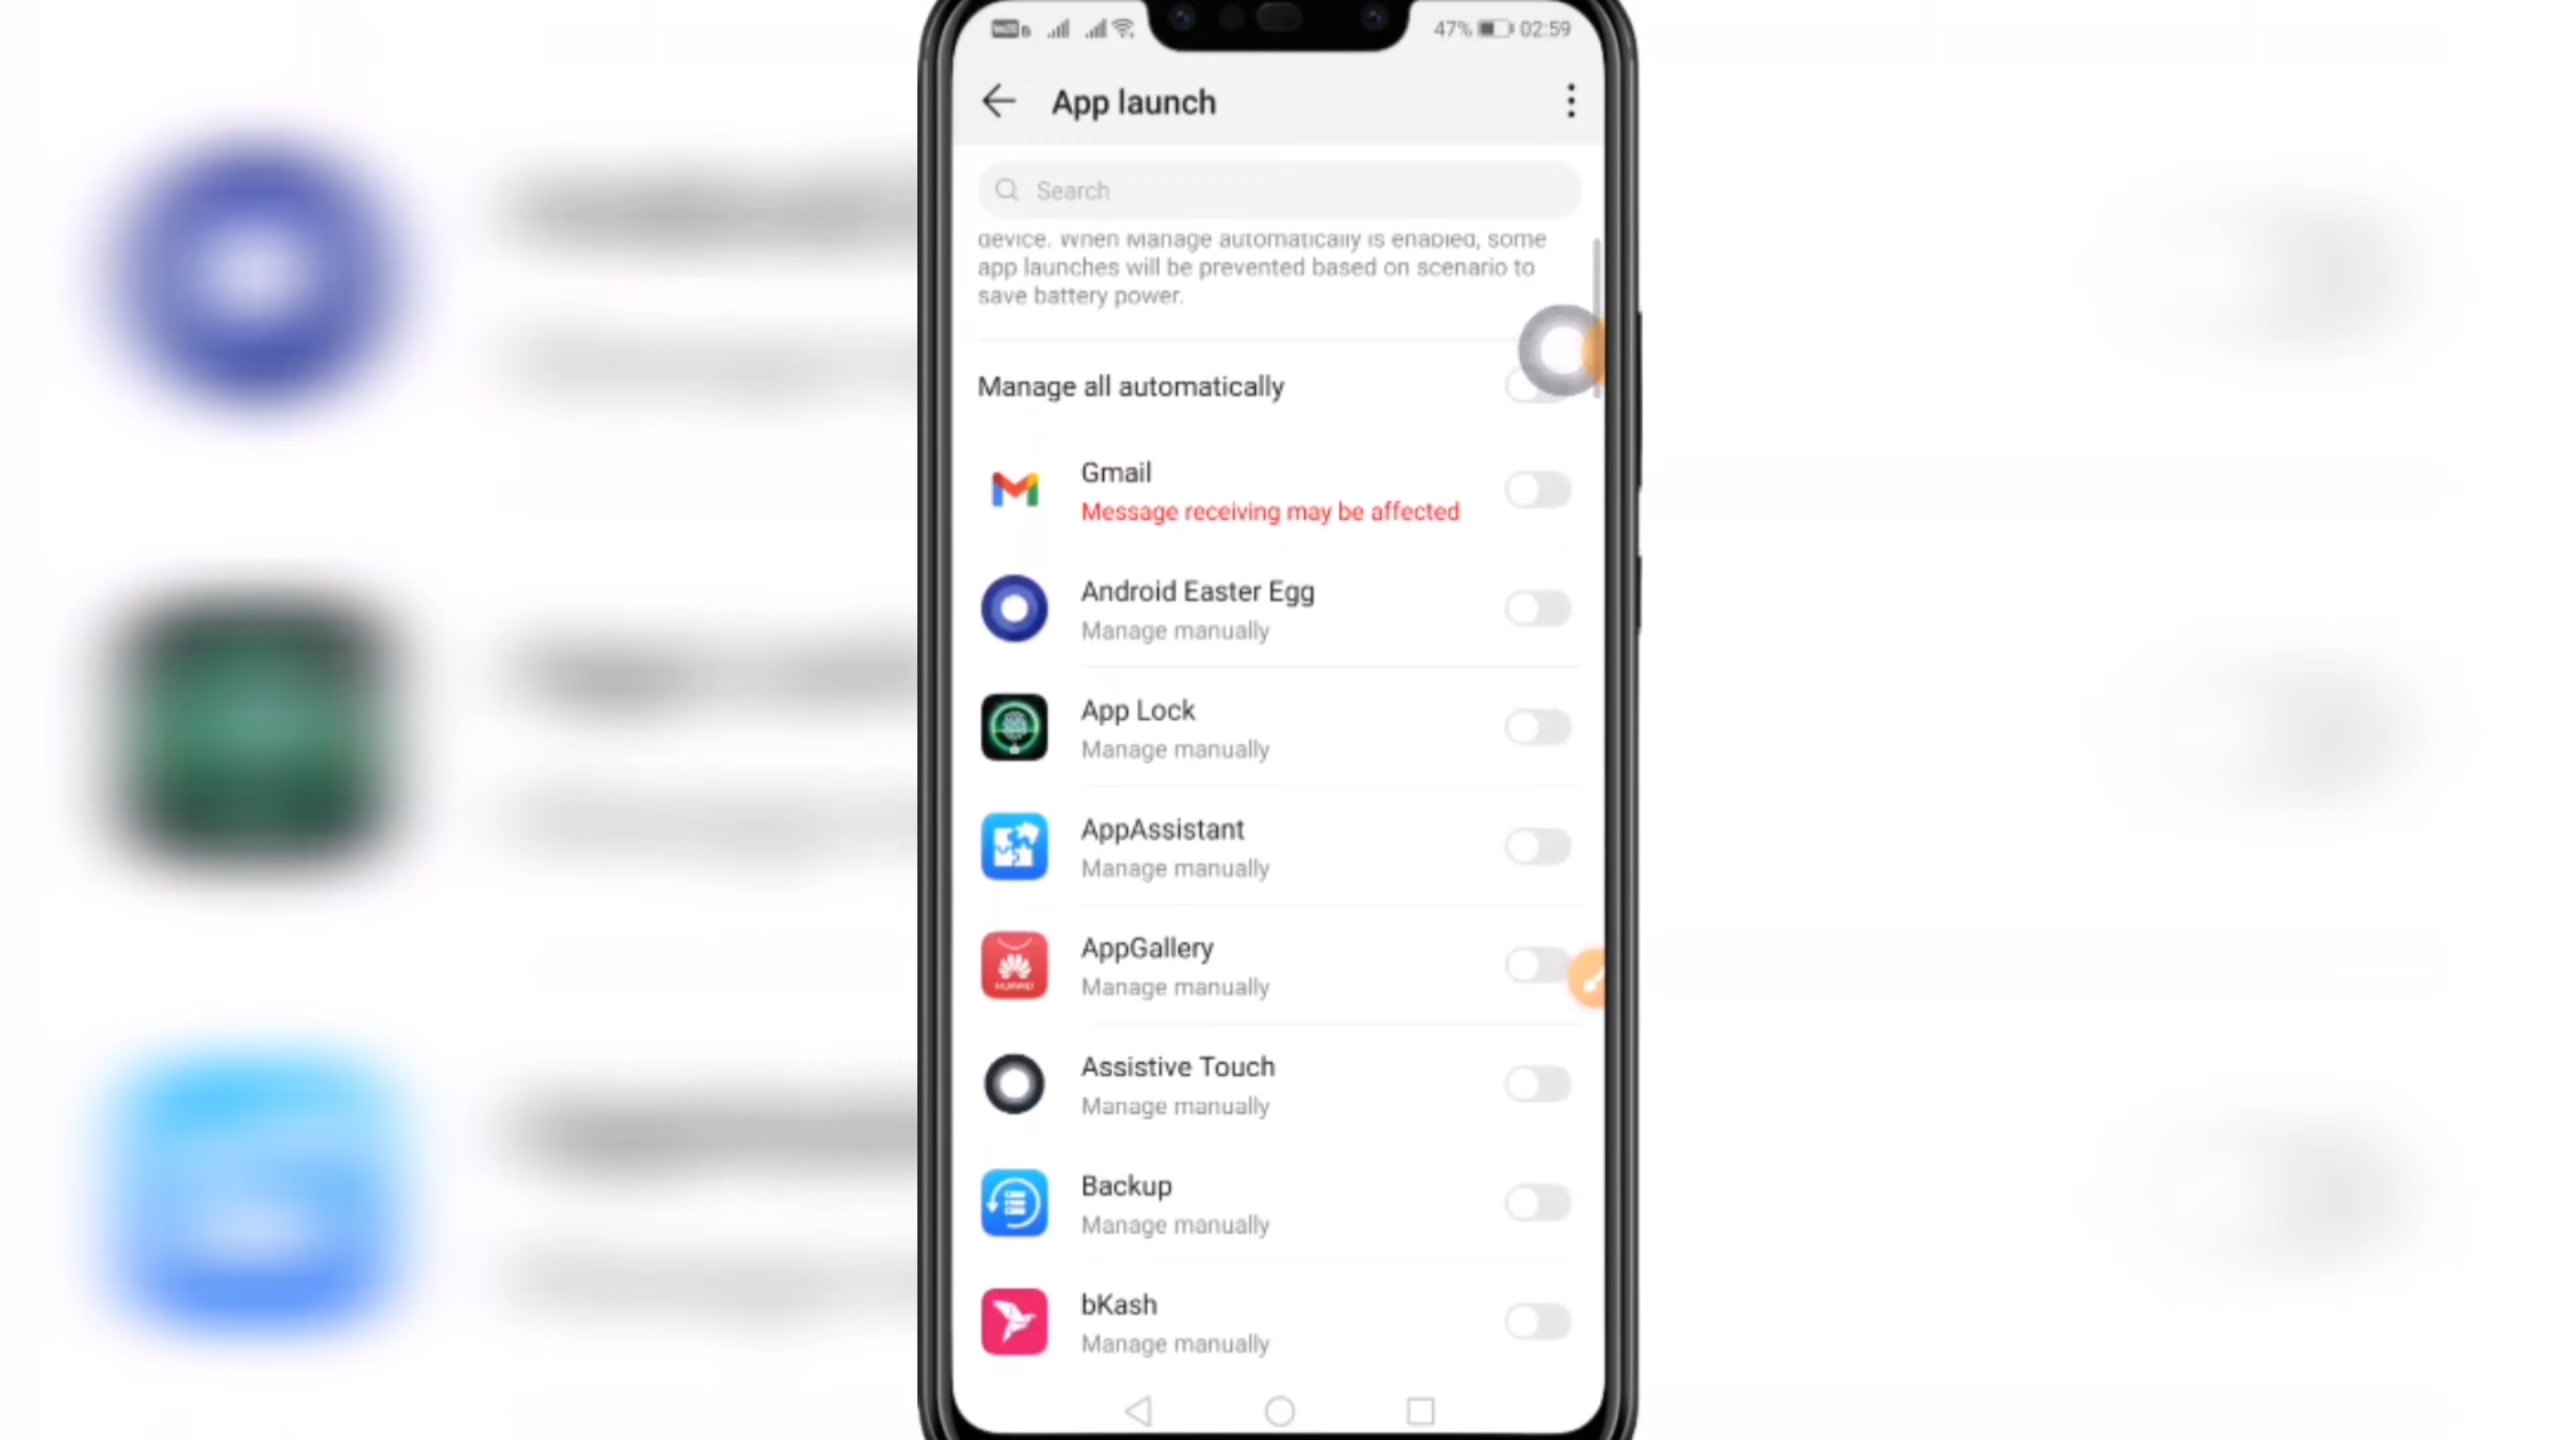 47% 02:59
App launch
Search
device. When Manage automatically is enabled, some
app launches will be prevented based on scenario to
save battery power.
Manage all automatically
Gmail
Message receiving may be affected
Android Easter Egg
Manage manually
App Lock
Manage manually
AppAssistant
Manage manually
AppGallery
Manage manually
HUAWEI
Assistive Touch
Manage manually
Backup
Manage manually
bKash
Manage manually